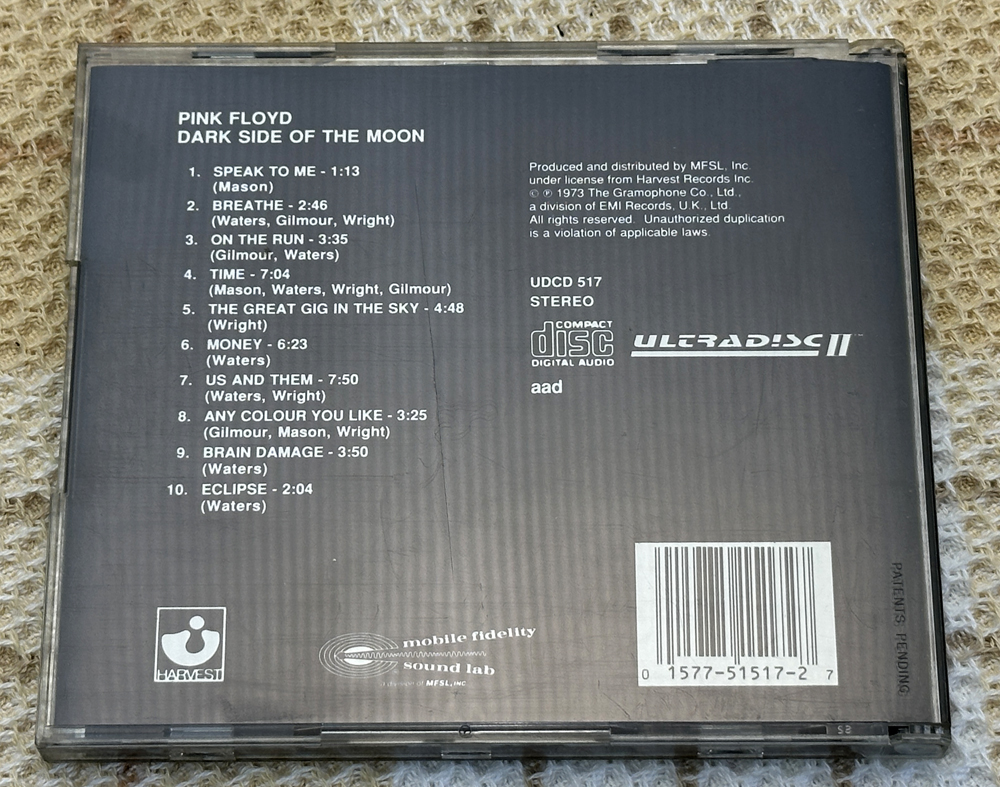 PINK FLOYD
DARK SIDE OF THE MOON
1. SPEAK TO ME - 1:13
(Mason)
2. BREATHE - 2:46
(Waters, Gilmour, Wright)
3. ON THE RUN - 3:35
(Gilmour, Waters)
4. TIME - 7:04
(Mason, Waters, Wright, Gilmour)
5. THE GREAT GIG IN THE SKY - 4:48
(Wright)
6. MONEY - 6:23
(Waters)
7. US AND THEM - 7:50
(Waters, Wright)
8. ANY COLOUR YOU LIKE - 3:25
(Gilmour, Mason, Wright)
9. BRAIN DAMAGE - 3:50
(Waters)
10. ECLIPSE - 2:04
(Waters)
Produced and distributed by MFSL, Inc.
under license from Harvest Records Inc.
© ℗ 1973 The Gramophone Co., Ltd.,
a division of EMI Records, U.K., Ltd.
All rights reserved. Unauthorized duplication
is a violation of applicable laws.
UDCD 517
STEREO
COMPACT
disc
DIGITAL AUDIO
ULTRADISC II
aad
HARVEST
mobile fidelity
sound lab
a division of MFSL, INC.
0 1577-51517-2 7
PATENTS PENDING